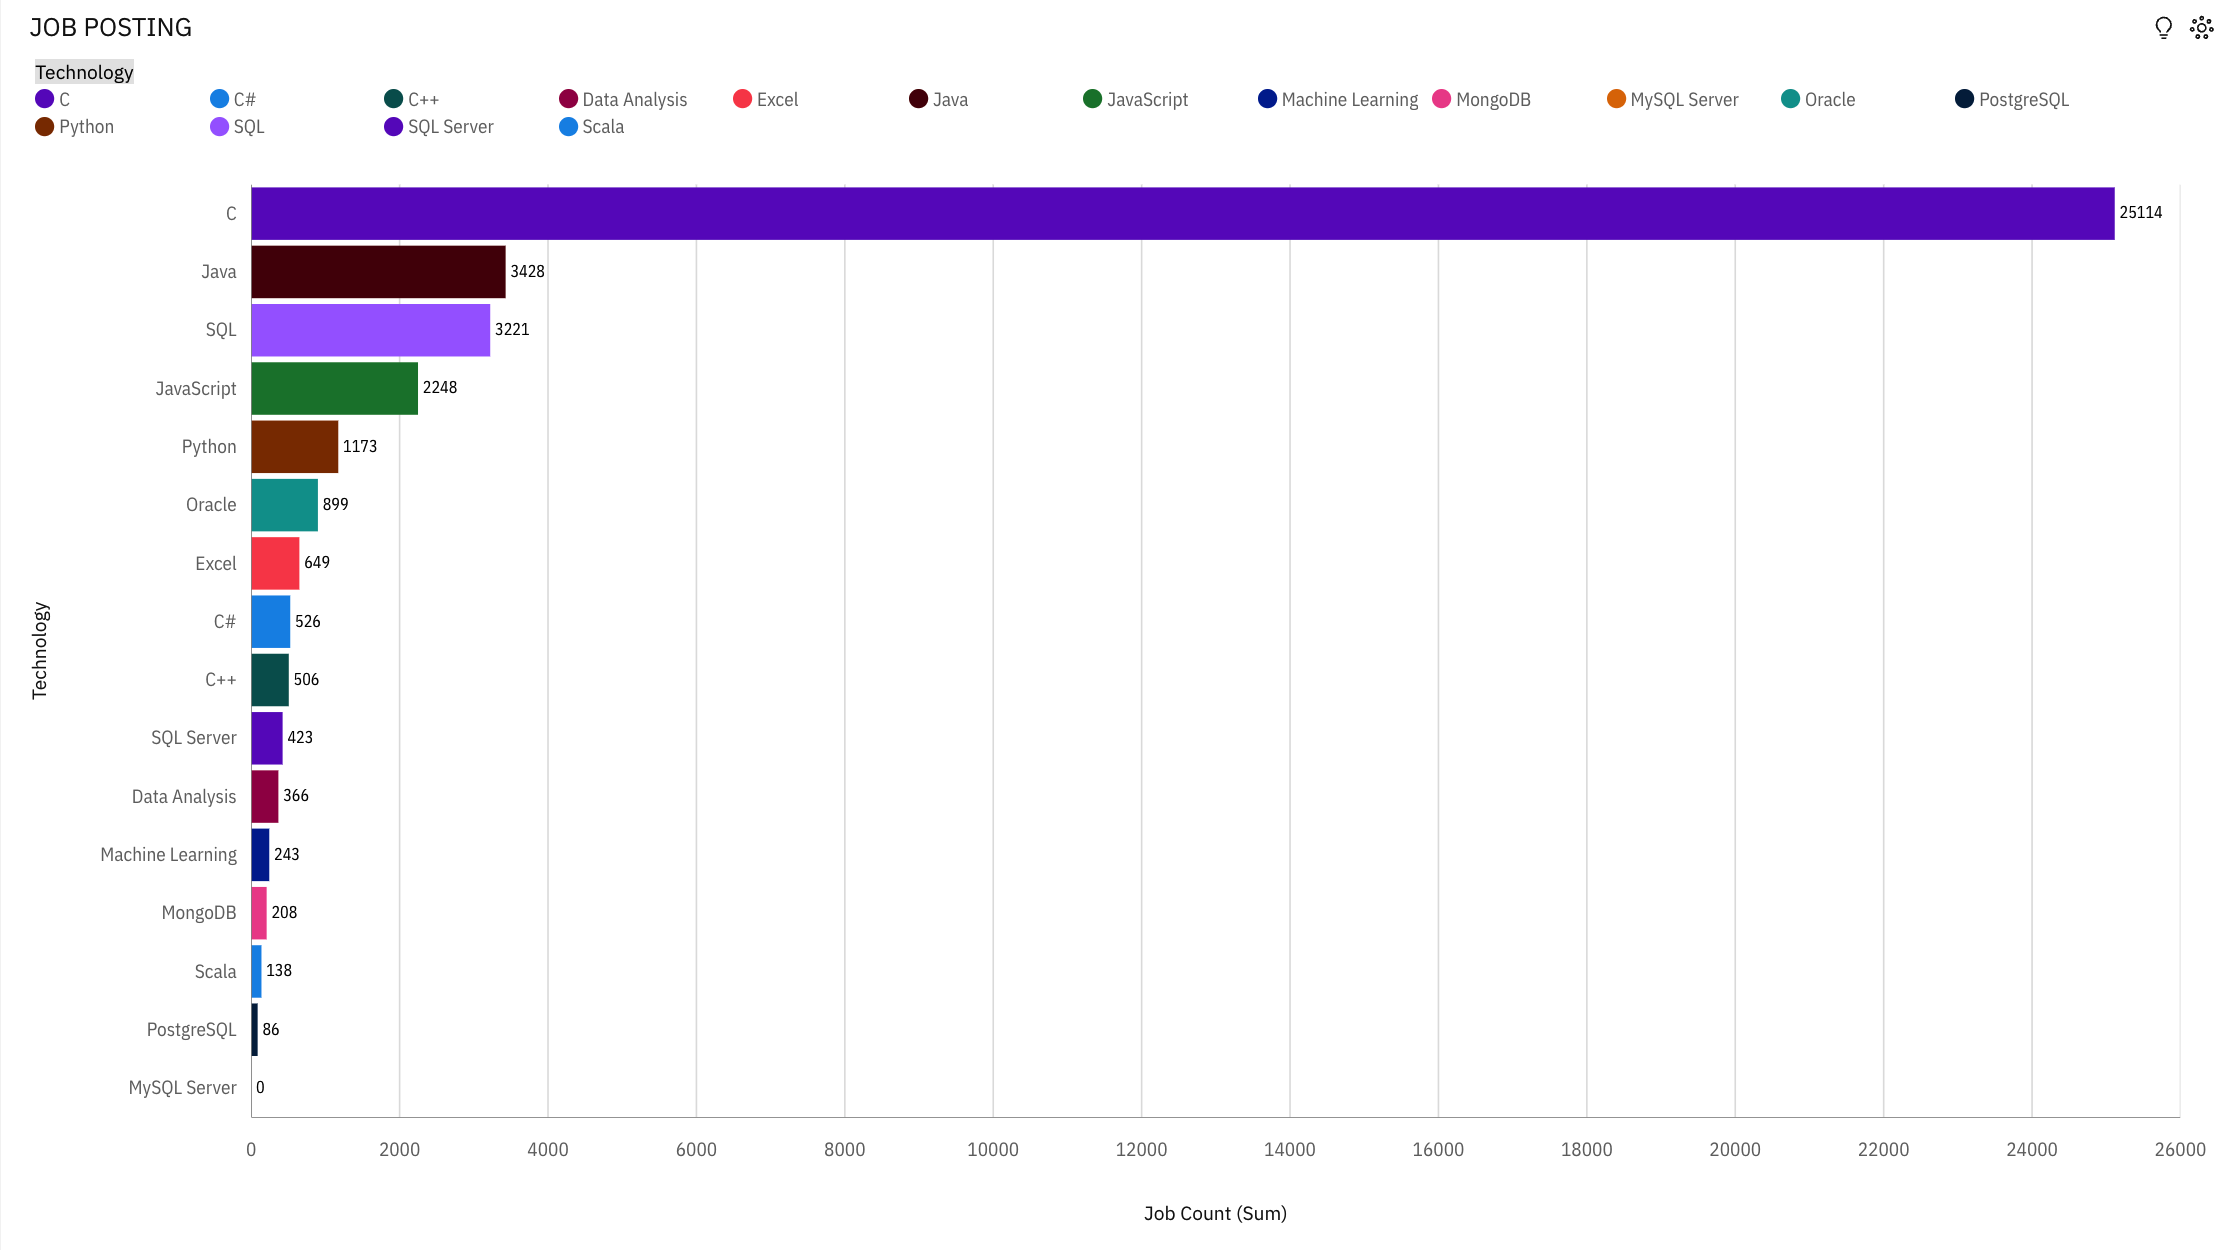 JOB POSTING
Technology
C C# C++ Data Analysis Excel Java JavaScript Machine Learning MongoDB MySQL Server Oracle PostgreSQL
Python SQL SQL Server Scala
C 25114
Java 3428
SQL 3221
JavaScript 2248
Python 1173
Oracle 899
Excel 649
C# 526
C++ 506
SQL Server 423
Data Analysis 366
Machine Learning 243
MongoDB 208
Scala 138
PostgreSQL 86
MySQL Server 0
Technology
0 2000 4000 6000 8000 10000 12000 14000 16000 18000 20000 22000 24000 26000
Job Count (Sum)